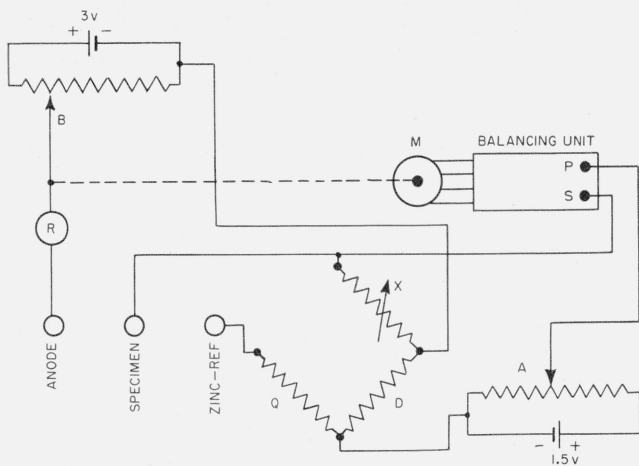 3v
+ −
B
M
BALANCING UNIT
P
S
R
X
ANODE
SPECIMEN
ZINC-REF
Q
D
A
− +
1.5v